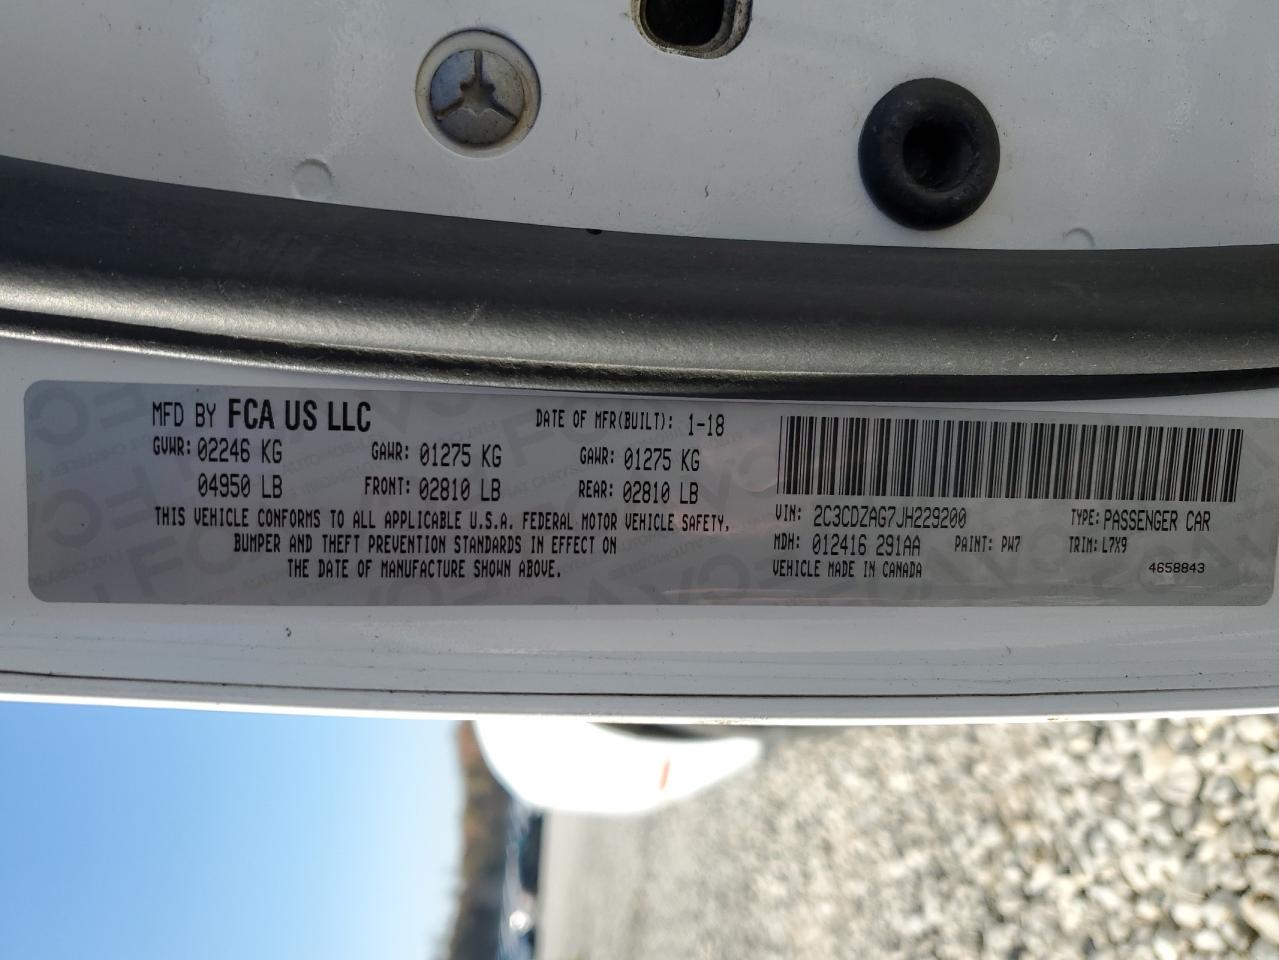 MFD BY FCA US LLC DATE OF MFR(BUILT): 1-18
GVWR: 02246 KG GAWR: 01275 KG GAWR: 01275 KG
04950 LB FRONT: 02810 LB REAR: 02810 LB
THIS VEHICLE CONFORMS TO ALL APPLICABLE U.S.A. FEDERAL MOTOR VEHICLE SAFETY,
BUMPER AND THEFT PREVENTION STANDARDS IN EFFECT ON
THE DATE OF MANUFACTURE SHOWN ABOVE.
VIN: 2C3CDZAG7JH229200 TYPE: PASSENGER CAR
MDH: 012416 291AA PAINT: PW7 TRIM: L7X9
VEHICLE MADE IN CANADA 4658843